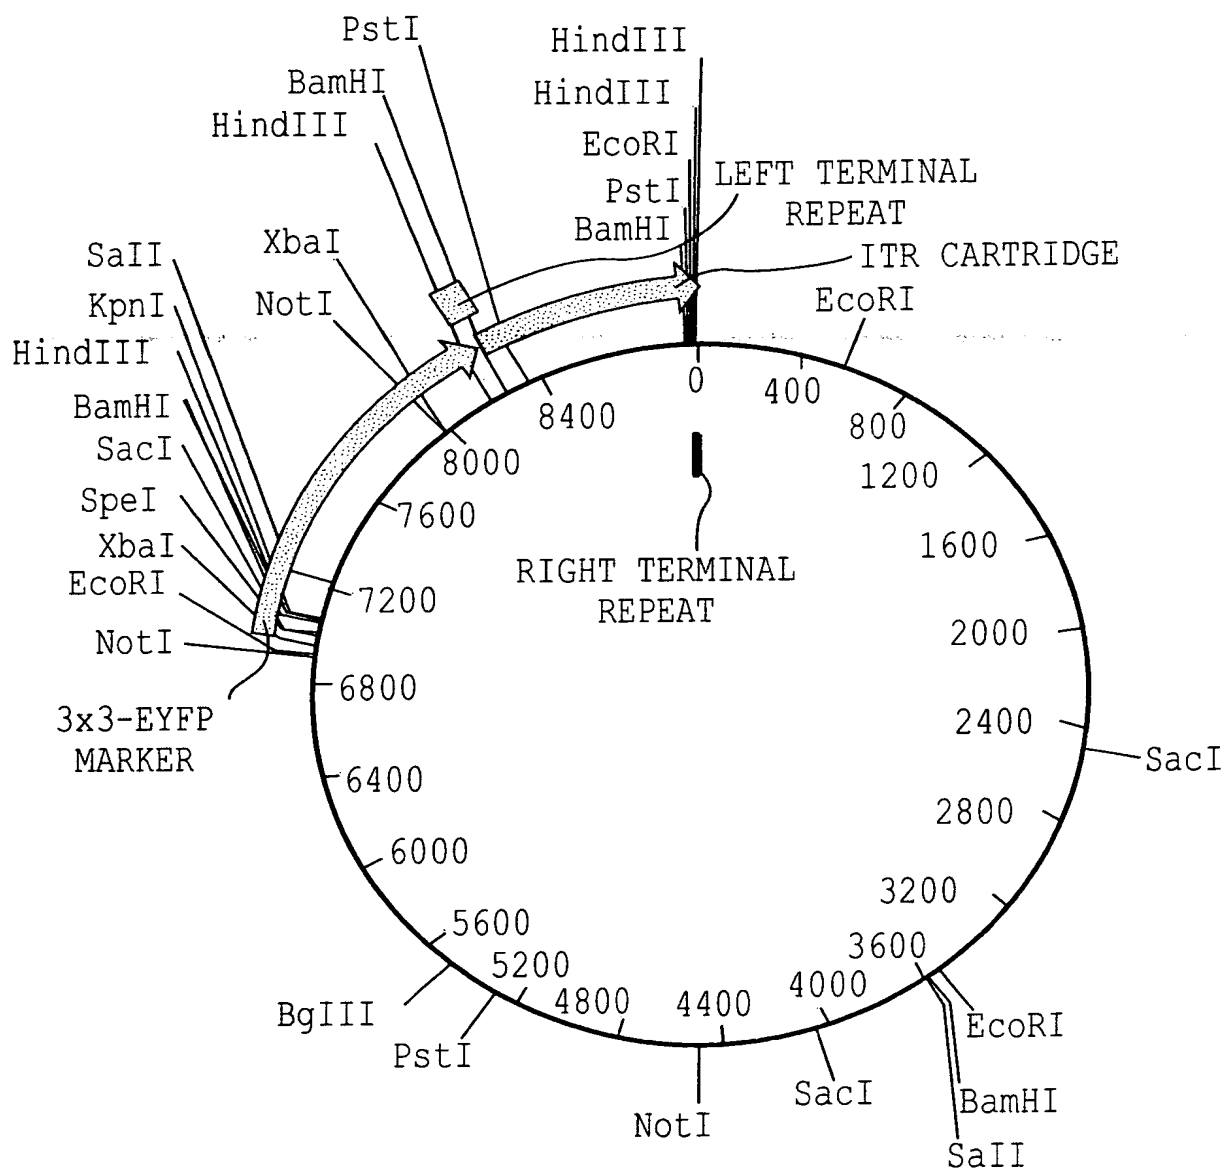 PstI
HindIII
BamHI
HindIII
HindIII
EcoRI
LEFT TERMINAL
REPEAT
PstI
BamHI
XbaI
SaII
ITR CARTRIDGE
KpnI
NotI
EcoRI
HindIII
0
400
8400
800
BamHI
SacI
8000
1200
SpeI
7600
1600
XbaI
EcoRI
7200
RIGHT TERMINAL
REPEAT
NotI
2000
6800
3x3-EYFP
MARKER
2400
SacI
6400
2800
6000
3200
5600
3600
5200
4800
4400
4000
BgIII
EcoRI
PstI
SacI
BamHI
NotI
SaII